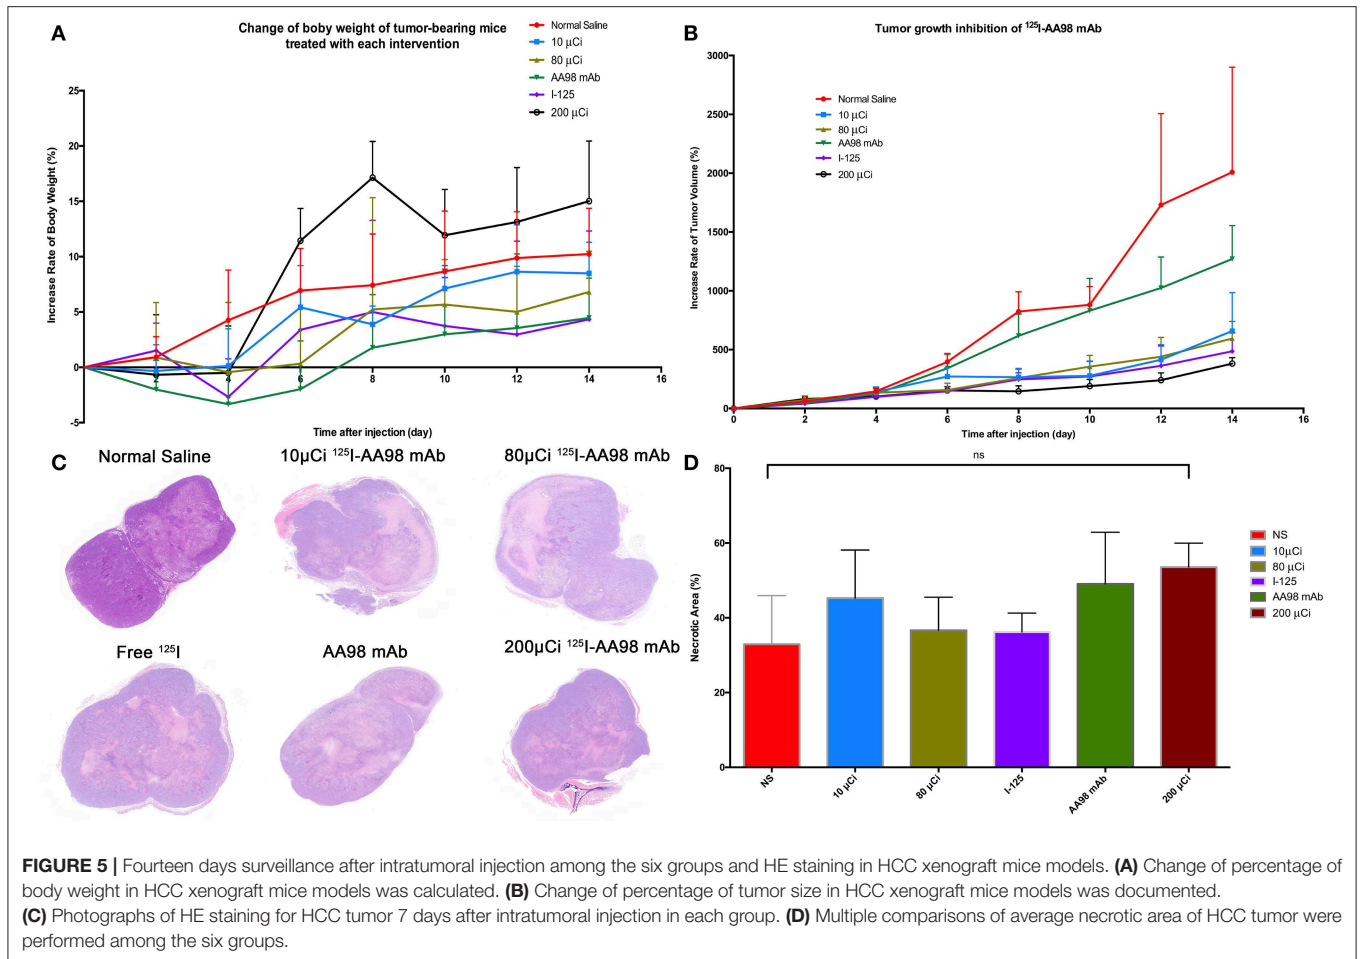 A
Change of boby weight of tumor-bearing mice
treated with each intervention
Normal Saline
10 μCi
80 μCi
AA98 mAb
I-125
200 μCi
Increase Rate of Body Weight (%)
25
20
15
10
5
0
-5
2
4
6
8
10
12
14
16
Time after injection (day)
B
Tumor growth inhibition of ¹²⁵I-AA98 mAb
Normal Saline
10 μCi
80 μCi
AA98 mAb
I-125
200 μCi
Increase Rate of Tumor Volume (%)
3000
2500
2000
1500
1000
500
0
0
2
4
6
8
10
12
14
16
Time after injection (day)
C
Normal Saline
10μCi ¹²⁵I-AA98 mAb
80μCi ¹²⁵I-AA98 mAb
Free ¹²⁵I
AA98 mAb
200μCi ¹²⁵I-AA98 mAb
D
ns
Necrotic Area (%)
80
60
40
20
0
NS
10 μCi
80 μCi
I-125
AA98 mAb
200 μCi
NS
10μCi
80 μCi
I-125
AA98 mAb
200 μCi
FIGURE 5 | Fourteen days surveillance after intratumoral injection among the six groups and HE staining in HCC xenograft mice models. (A) Change of percentage of
body weight in HCC xenograft mice models was calculated. (B) Change of percentage of tumor size in HCC xenograft mice models was documented.
(C) Photographs of HE staining for HCC tumor 7 days after intratumoral injection in each group. (D) Multiple comparisons of average necrotic area of HCC tumor were
performed among the six groups.